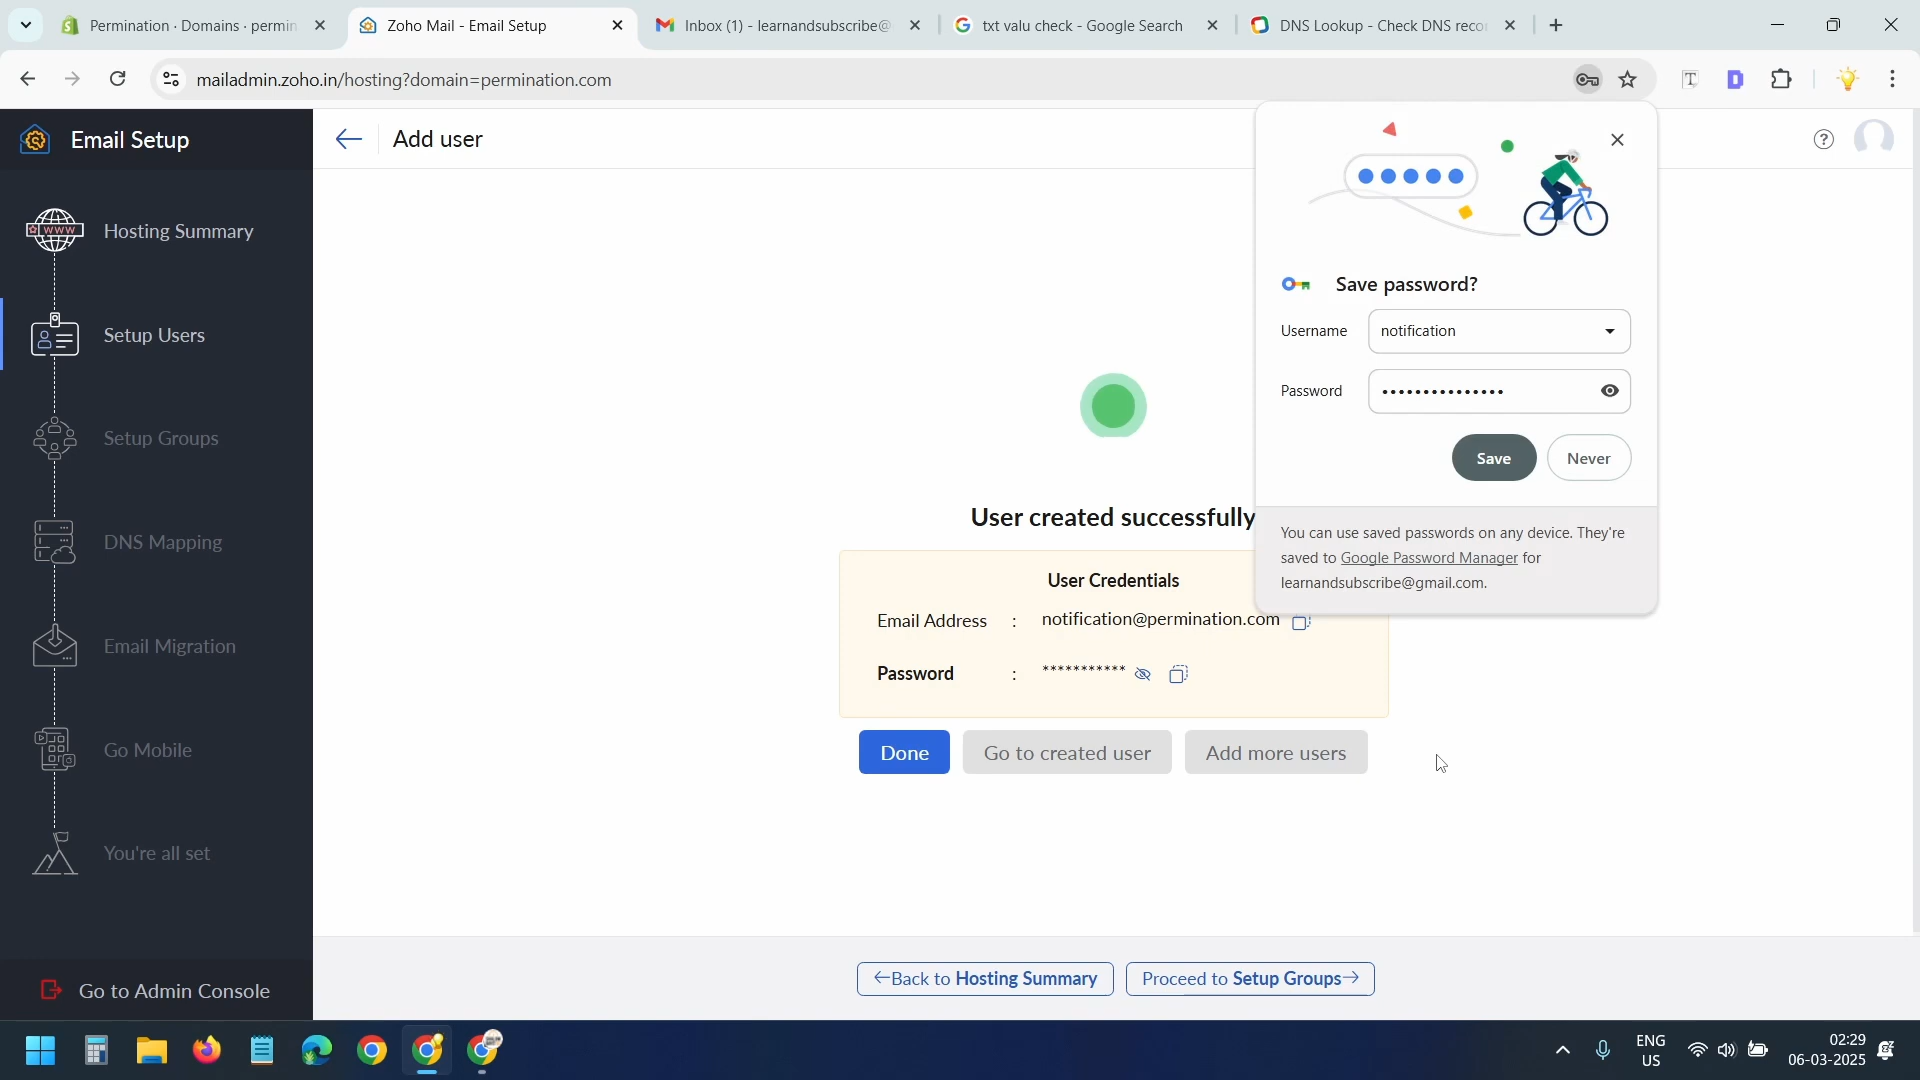 Permination · Domains · permin
Zoho Mail - Email Setup
Inbox (1) - learnandsubscribe@
txt valu check - Google Search
DNS Lookup - Check DNS reco
mailadmin.zoho.in/hosting?domain=permination.com
Email Setup
Add user
Hosting Summary
Setup Users
Setup Groups
DNS Mapping
Email Migration
Go Mobile
You're all set
Go to Admin Console
User created successfully
User Credentials
Email Address : notification@permination.com
Password : ***********
Done
Go to created user
Add more users
←Back to Hosting Summary
Proceed to Setup Groups→
Save password?
Username notification
Password •••••••••••••••
Save
Never
You can use saved passwords on any device. They're
saved to Google Password Manager for
learnandsubscribe@gmail.com.
ENG
US
02:29
06-03-2025